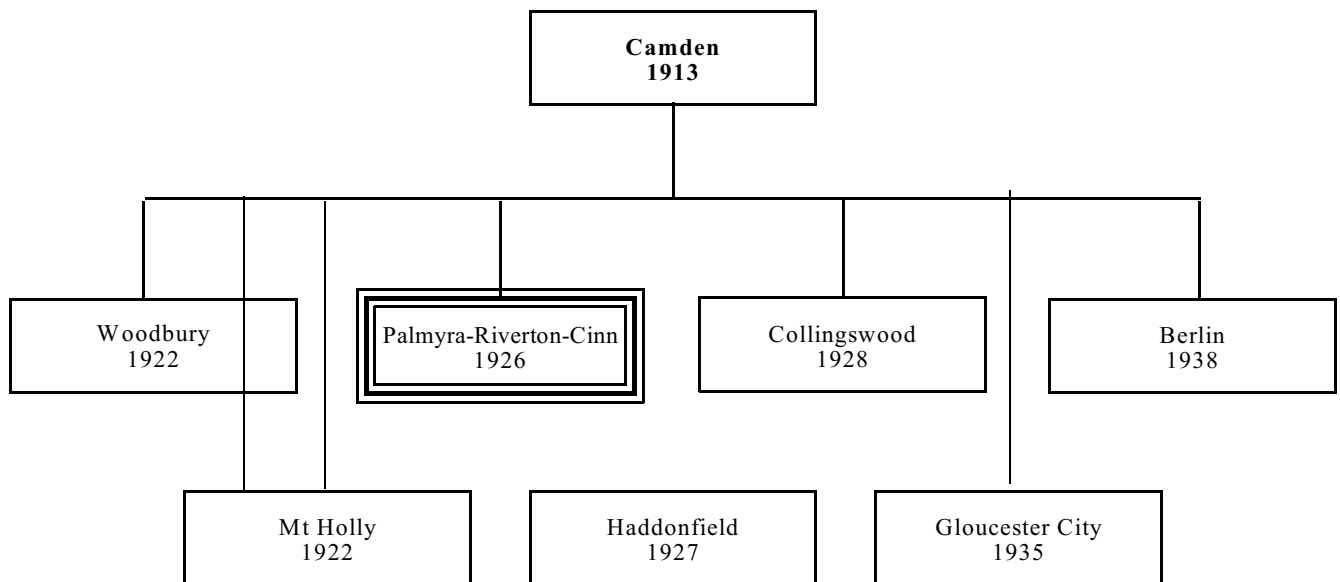 Camden
1913
Woodbury
1922
Palmyra-Riverton-Cinn
1926
Collingswood
1928
Berlin
1938
Mt Holly
1922
Haddonfield
1927
Gloucester City
1935